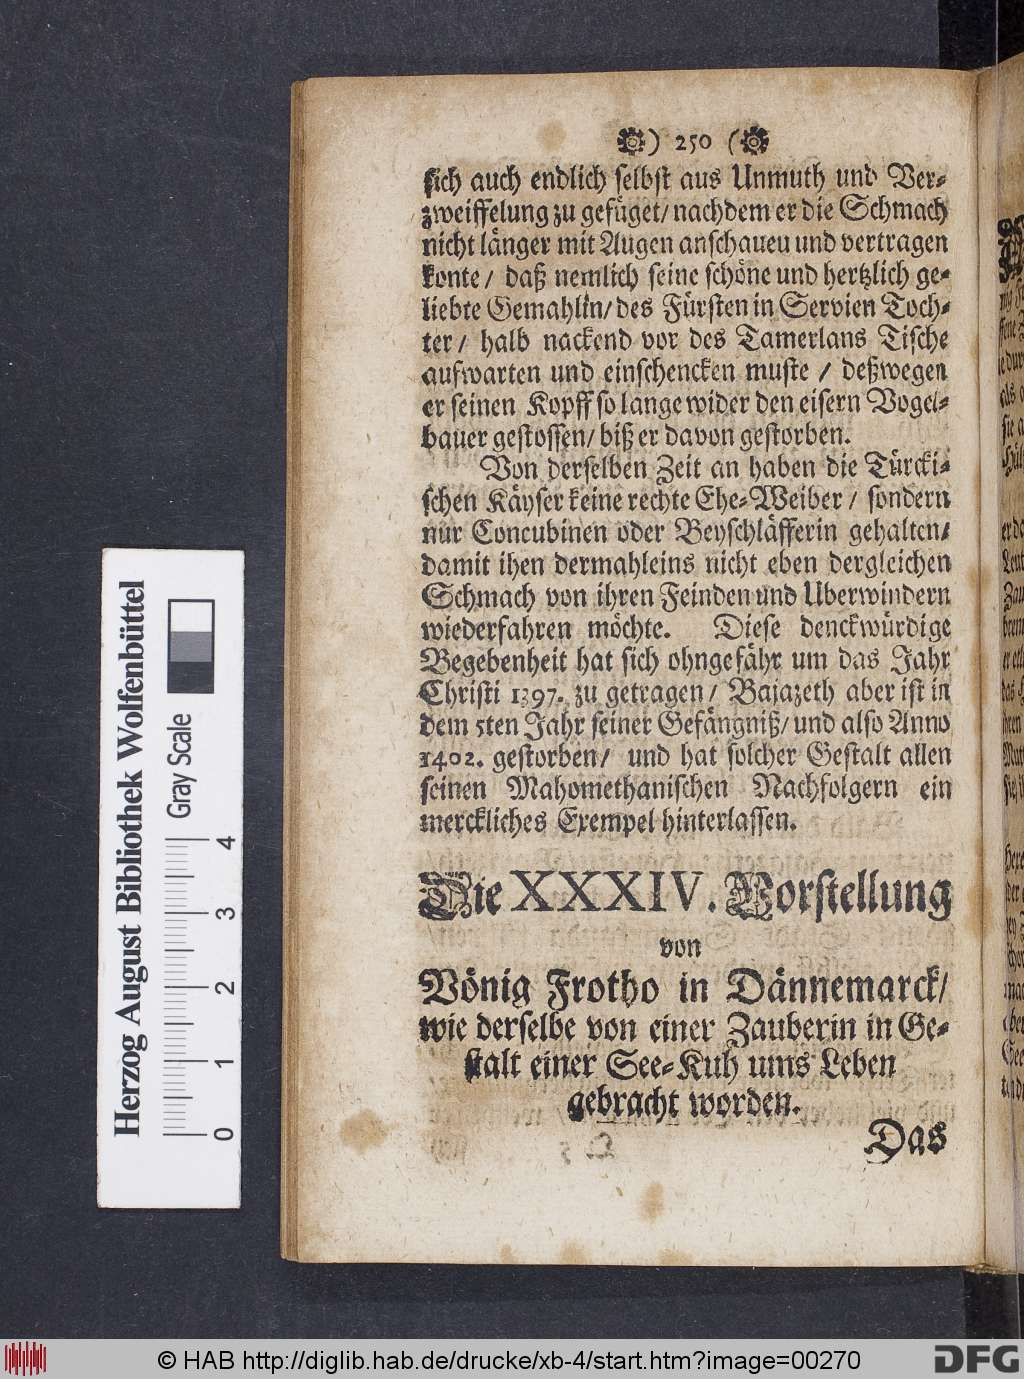 ) 250 (
sich auch endlich selbst aus Unmuth und Ver-
zweiffelung zu gefüget/ nachdem er die Schmach
nicht länger mit Augen anschaueu und vertragen
konte/ daß nemlich seine schöne und hertzlich ge-
liebte Gemahlin/ des Fürsten in Servien Toch-
ter/ halb nackend vor des Tamerlans Tische
aufwarten und einschencken muste / deßwegen
er seinen Kopff so lange wider den eisern Vogel-
bauer gestossen/ biß er davon gestorben.
Von derselben Zeit an haben die Türcki-
schen Käyser keine rechte Ehe-Weiber / sondern
nur Concubinen oder Beyschläfferin gehalten/
damit ihen dermahleins nicht eben dergleichen
Schmach von ihren Feinden und Uberwindern
wiederfahren möchte. Diese denckwürdige
Begebenheit hat sich ohngefähr um das Jahr
Christi 1397. zu getragen/ Bajazeth aber ist in
dem 5ten Jahr seiner Gefängniß/ und also Anno
1402. gestorben/ und hat solcher Gestalt allen
seinen Mahomethanischen Nachfolgern ein
merckliches Exempel hinterlassen.
Die XXXIV. Vorstellung
von
Vönig Frotho in Dännemarck/
wie derselbe von einer Zauberin in Ge-
stalt einer See-Kuh ums Leben
gebracht worden.
Das
Herzog August Bibliothek Wolfenbüttel
Gray Scale
0 1 2 3 4
© HAB http://diglib.hab.de/drucke/xb-4/start.htm?image=00270
DFG